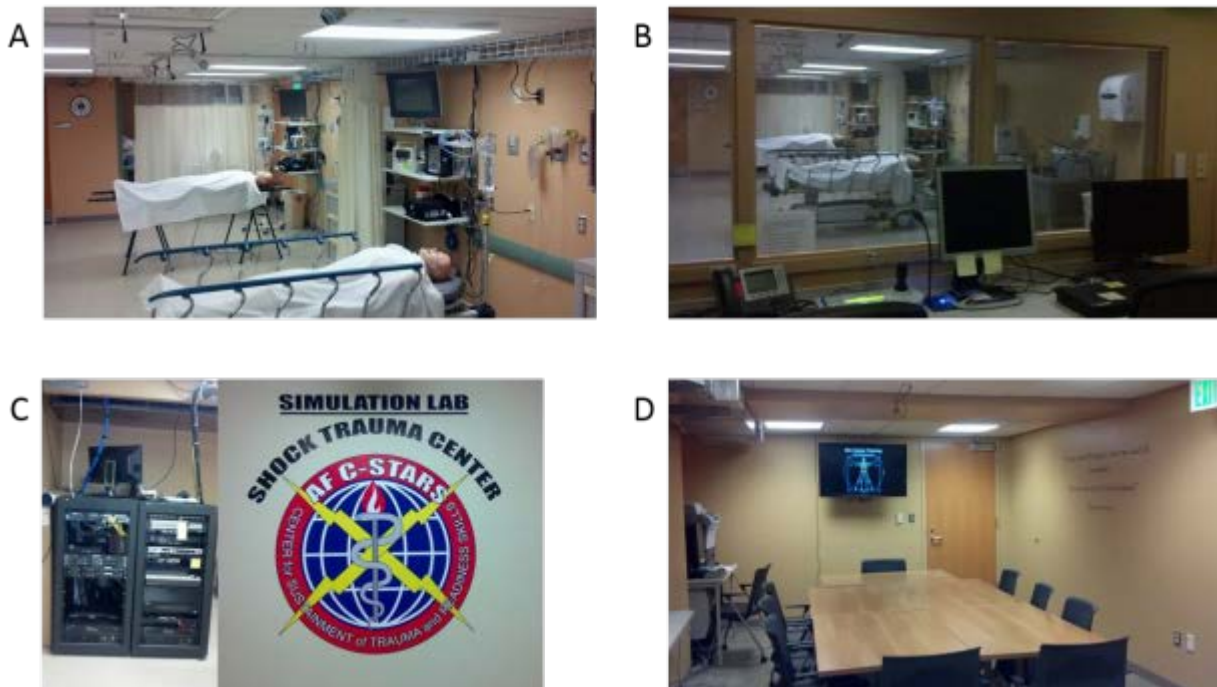 A
B
C
SIMULATION LAB
SHOCK TRAUMA CENTER
AF C-STARS
CENTER for SUSTAINMENT of TRAUMA and READINESS SKILLS
D
EXIT